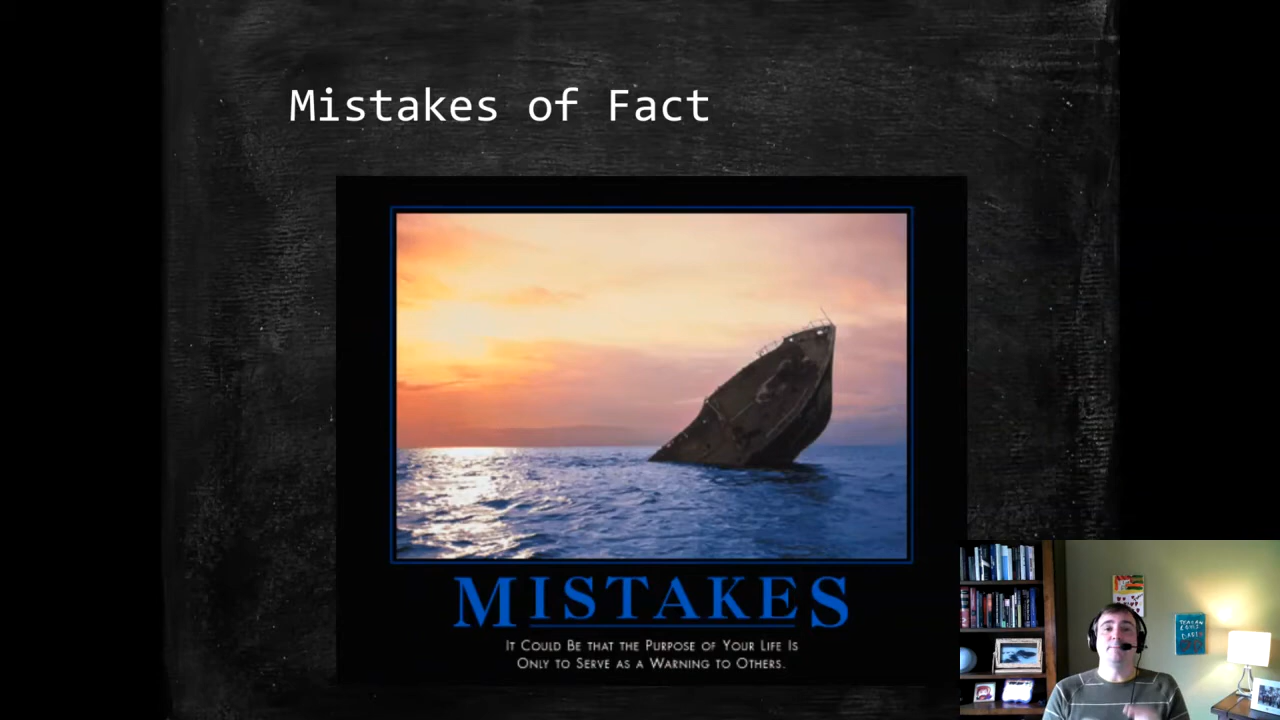 Mistakes of Fact
MISTAKES
IT COULD BE THAT THE PURPOSE OF YOUR LIFE IS
ONLY TO SERVE AS A WARNING TO OTHERS.